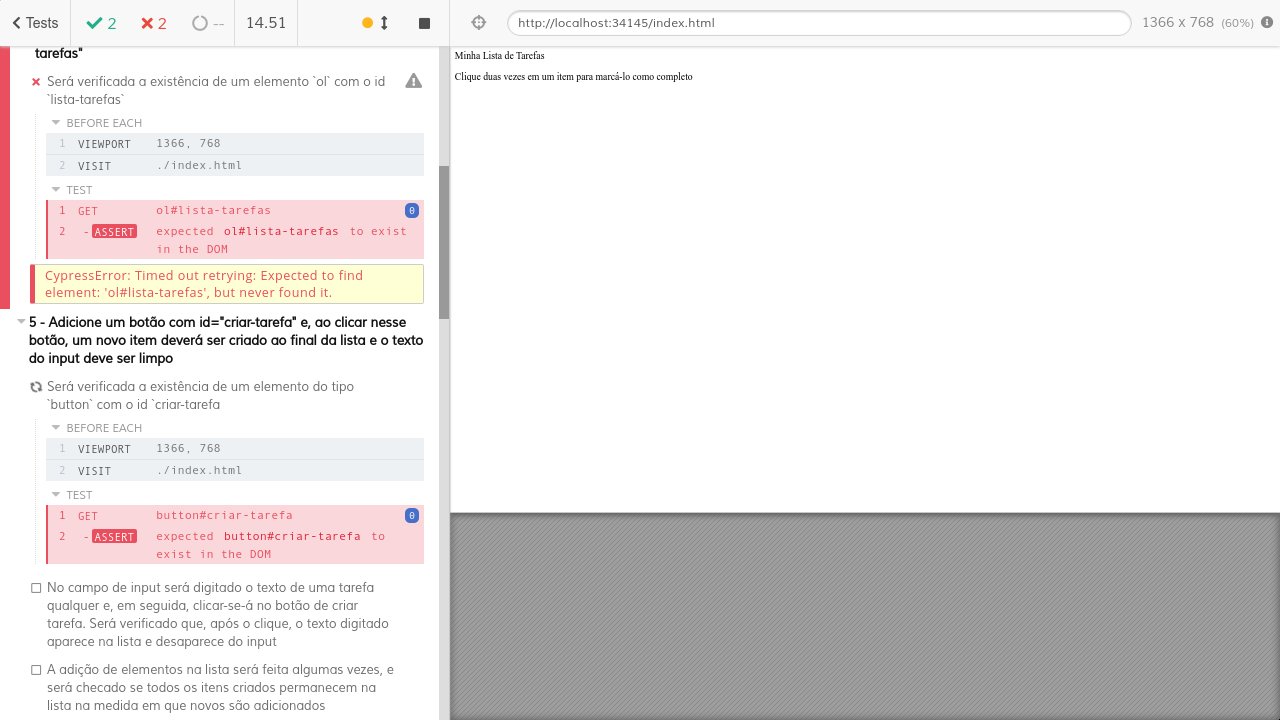 Tests
2
2
--
14.51
http://localhost:34145/index.html
1366 x 768 (60%)
tarefas"
Será verificada a existência de um elemento `ol` com o id
`lista-tarefas`
BEFORE EACH
1 VIEWPORT 1366, 768
2 VISIT ./index.html
TEST
1 GET ol#lista-tarefas 0
2 -ASSERT expected ol#lista-tarefas to exist
in the DOM
CypressError: Timed out retrying: Expected to find
element: 'ol#lista-tarefas', but never found it.
5 - Adicione um botão com id="criar-tarefa" e, ao clicar nesse
botão, um novo item deverá ser criado ao final da lista e o texto
do input deve ser limpo
Será verificada a existência de um elemento do tipo
`button` com o id `criar-tarefa
BEFORE EACH
1 VIEWPORT 1366, 768
2 VISIT ./index.html
TEST
1 GET button#criar-tarefa 0
2 -ASSERT expected button#criar-tarefa to
exist in the DOM
No campo de input será digitado o texto de uma tarefa
qualquer e, em seguida, clicar-se-á no botão de criar
tarefa. Será verificado que, após o clique, o texto digitado
aparece na lista e desaparece do input
A adição de elementos na lista será feita algumas vezes, e
será checado se todos os itens criados permanecem na
lista na medida em que novos são adicionados
Minha Lista de Tarefas
Clique duas vezes em um item para marcá-lo como completo